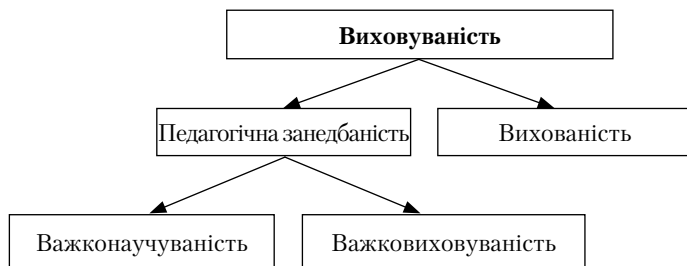 Виховуваність
Педагогічна занедбаність
Вихованість
Важконаучуваність
Важковиховуваність